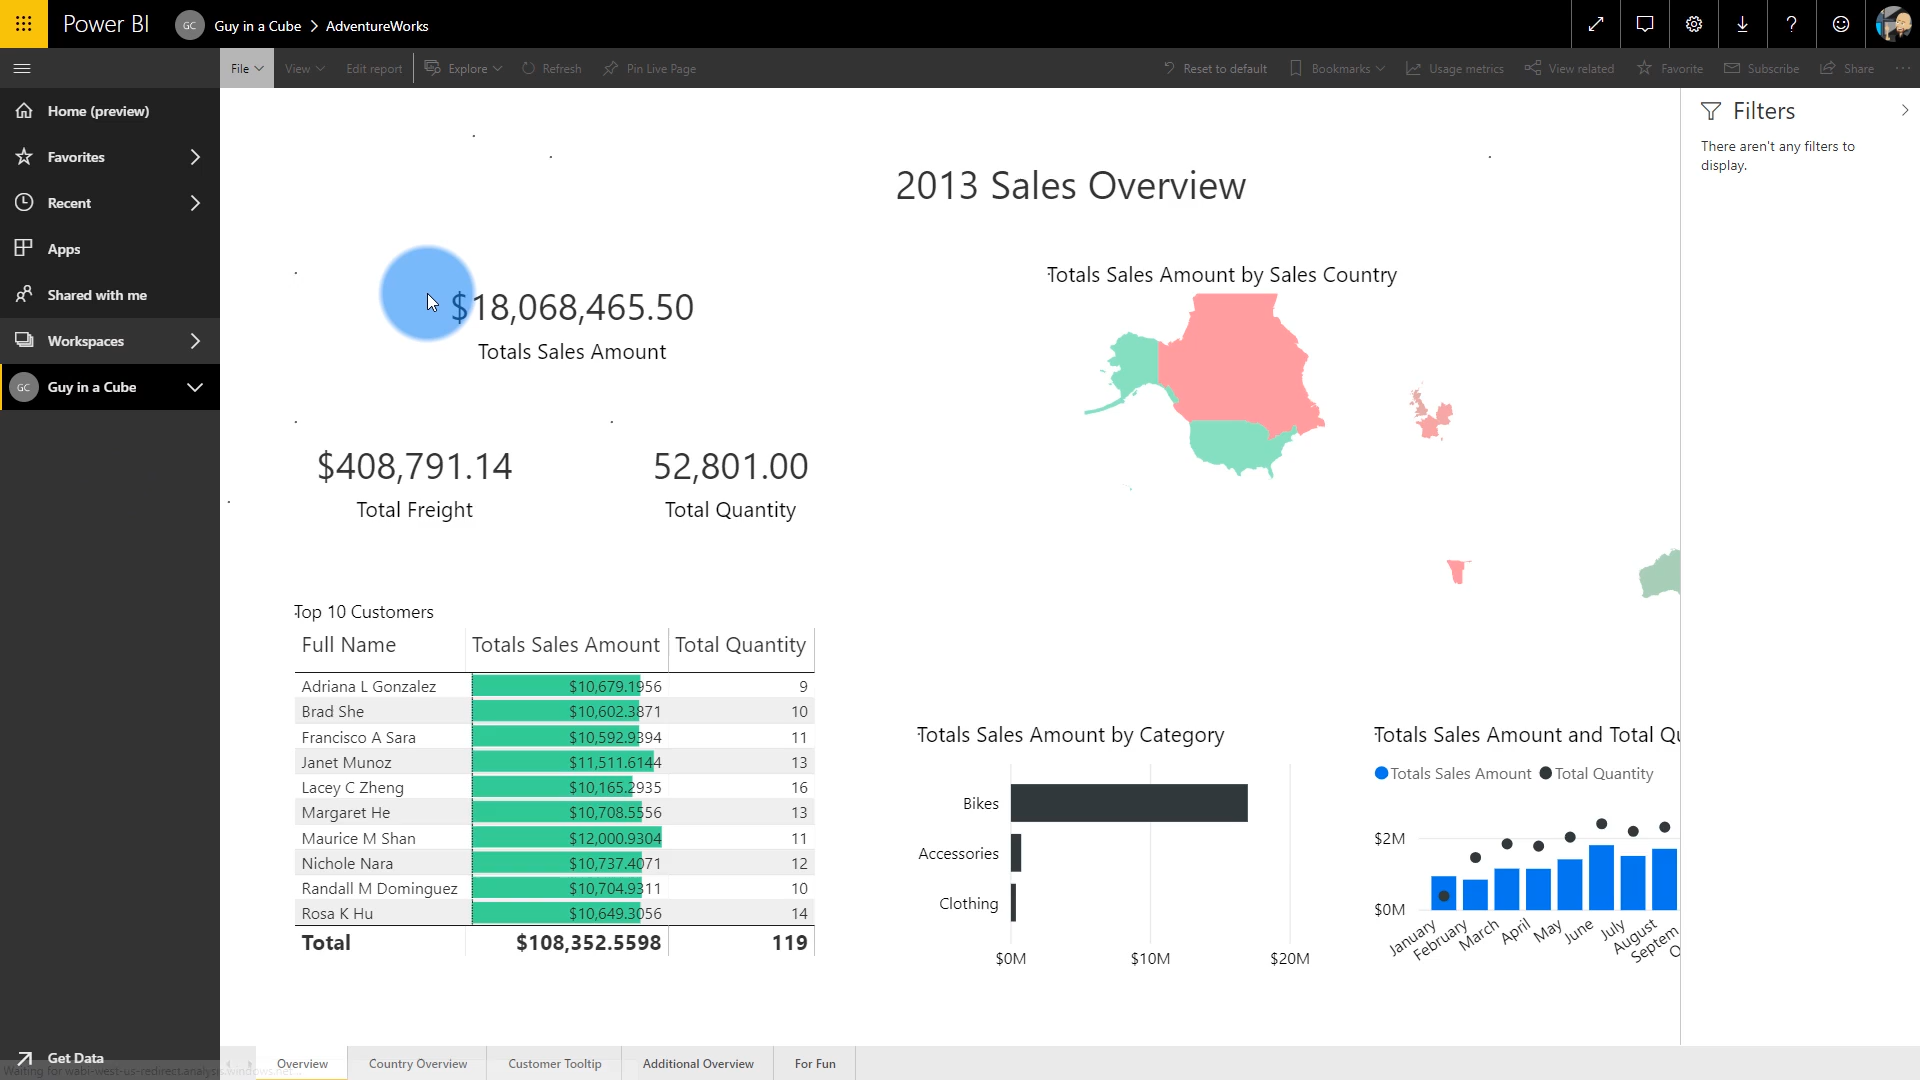 Power BI GC Guy in a Cube > AdventureWorks
File View Edit report Explore Refresh Pin Live Page Reset to default Bookmarks Usage metrics View related Favorite Subscribe Share ...
Home (preview)
Favorites
Recent
Apps
Shared with me
Workspaces
GC Guy in a Cube
Get Data
2013 Sales Overview
$18,068,465.50
Totals Sales Amount
$408,791.14
Total Freight
52,801.00
Total Quantity
Totals Sales Amount by Sales Country
Top 10 Customers
Full Name Totals Sales Amount Total Quantity
Adriana L Gonzalez $10,679.1956 9
Brad She $10,602.3871 10
Francisco A Sara $10,592.9394 11
Janet Munoz $11,511.6144 13
Lacey C Zheng $10,165.2935 16
Margaret He $10,708.5556 13
Maurice M Shan $12,000.9304 11
Nichole Nara $10,737.4071 12
Randall M Dominguez $10,704.9311 10
Rosa K Hu $10,649.3056 14
Total $108,352.5598 119
Totals Sales Amount by Category
Bikes
Accessories
Clothing
$0M $10M $20M
Totals Sales Amount and Total Qu
Totals Sales Amount Total Quantity
$2M
$0M
January February March April May June July August Septem O
Filters
There aren't any filters to
display.
Overview Country Overview Customer Tooltip Additional Overview For Fun